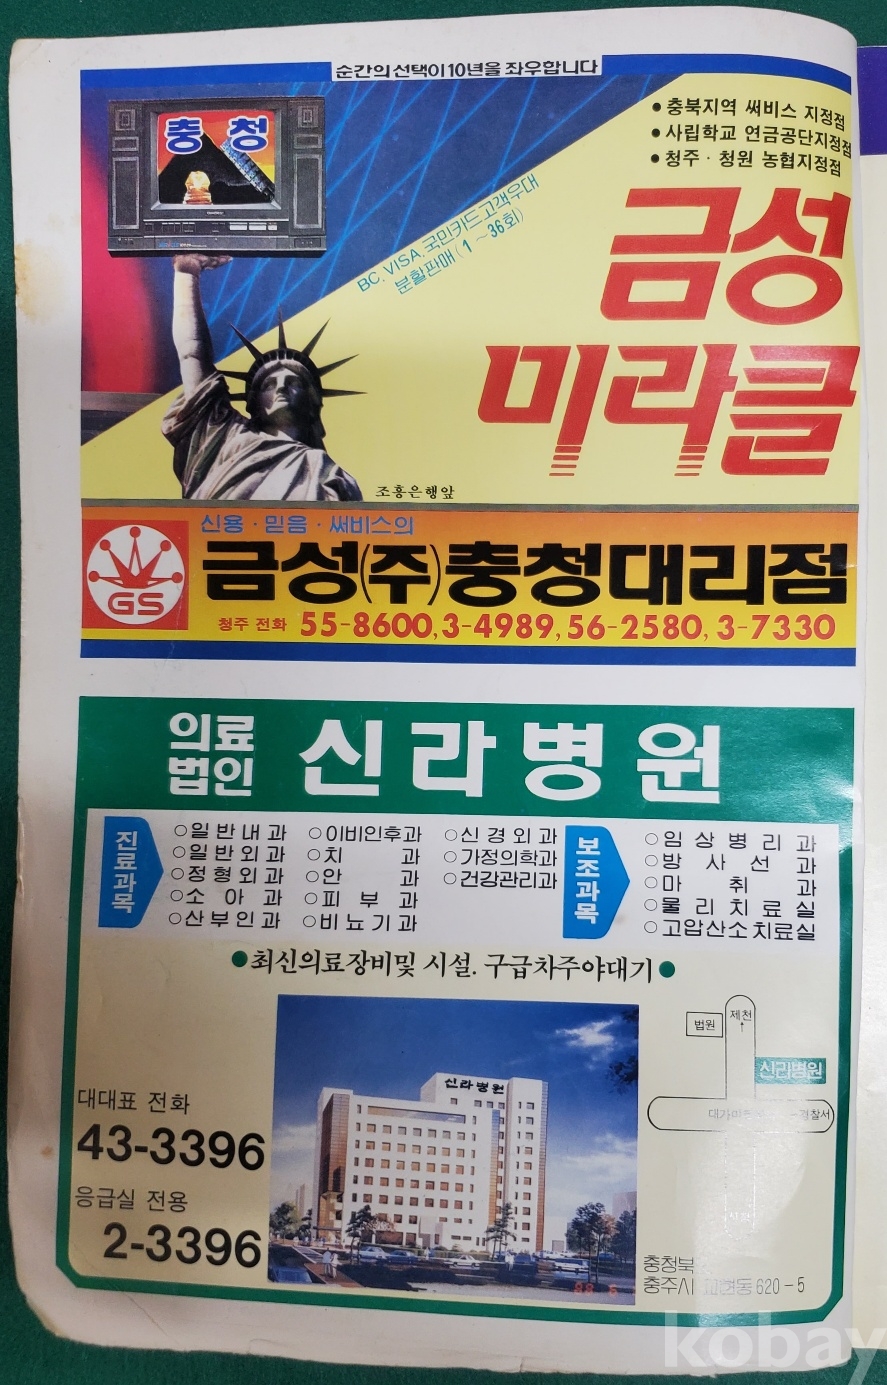 순간의 선택이 10년을 좌우합니다
충 청
• 충북지역 써비스 지정점
• 사립학교 연금공단지정점
• 청주 · 청원 농협지정점
BC, VISA, 국민카드고객우대
분할판매 (1~36회)
금성
미라클
조흥은행앞
신용 · 믿음 · 써비스의
GS
금성(주)충청대리점
청주 전화 55-8600, 3-4989, 56-2580, 3-7330
의료법인 신라병원
진료과목
○일반내과 ○이비인후과 ○신경외과
○일반외과 ○치과 ○가정의학과
○정형외과 ○안과 ○건강관리과
○소아과 ○피부과
○산부인과 ○비뇨기과
보조과목
○임상병리과
○방사선과
○마취과
○물리치료실
○고압산소치료실
●최신의료장비및 시설. 구급차주야대기●
대대표 전화
43-3396
응급실 전용
2-3396
신라병원
법원
제천
↑
신라병원
경찰서
충청북
충주시 620-5
kobay